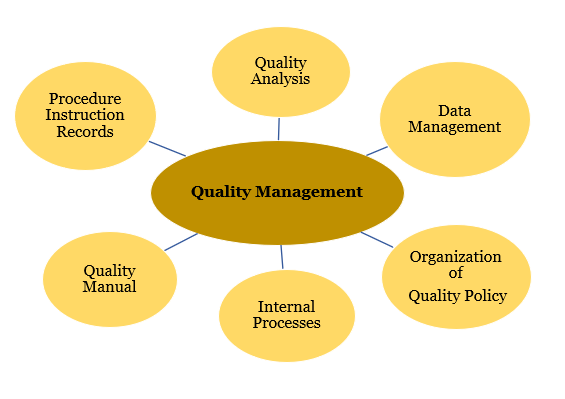 Quality
Analysis
Procedure
Instruction
Records
Data
Management
Quality Management
Quality
Manual
Organization
of
Quality Policy
Internal
Processes